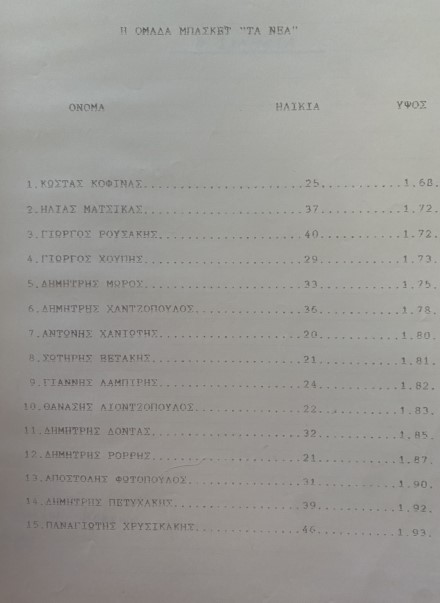 Η ΟΜΑΔΑ ΜΠΑΣΚΕΤ "ΤΑ ΝΕΑ"
ΟΝΟΜΑ ΗΛΙΚΙΑ ΥΨΟΣ
1.ΚΩΣΤΑΣ ΚΟΦΙΝΑΣ...................25..........1.68.
2.ΗΛΙΑΣ ΜΑΤΣΙΚΑΣ...................37..........1.72.
3.ΓΙΩΡΓΟΣ ΡΟΥΣΑΚΗΣ.................40..........1.72.
4.ΓΙΩΡΓΟΣ ΧΟΥΠΗΣ...................29..........1.73.
5.ΔΗΜΗΤΡΗΣ ΜΩΡΟΣ...................33..........1.75.
6.ΔΗΜΗΤΡΗΣ ΧΑΝΤΖΟΠΟΥΛΟΣ............36..........1.78.
7.ΑΝΤΩΝΗΣ ΧΑΝΙΩΤΗΣ.................20..........1.80.
8.ΣΩΤΗΡΗΣ ΒΕΤΑΚΗΣ..................21..........1.81.
9.ΓΙΑΝΝΗΣ ΛΑΜΠΙΡΗΣ.................24..........1.82.
10.ΘΑΝΑΣΗΣ ΛΙΟΝΤΖΟΠΟΥΛΟΣ...........22..........1.83.
11.ΔΗΜΗΤΡΗΣ ΔΟΝΤΑΣ.................32..........1.85.
12.ΔΗΜΗΤΡΗΣ ΡΟΡΡΗΣ.................21..........1.87.
13.ΑΠΟΣΤΟΛΗΣ ΦΩΤΟΠΟΥΛΟΣ............31..........1.90.
14.ΔΗΜΗΤΡΗΣ ΠΕΤΥΧΑΚΗΣ..............39..........1.92.
15.ΠΑΝΑΓΙΩΤΗΣ ΧΡΥΣΙΚΑΚΗΣ...........46..........1.93.